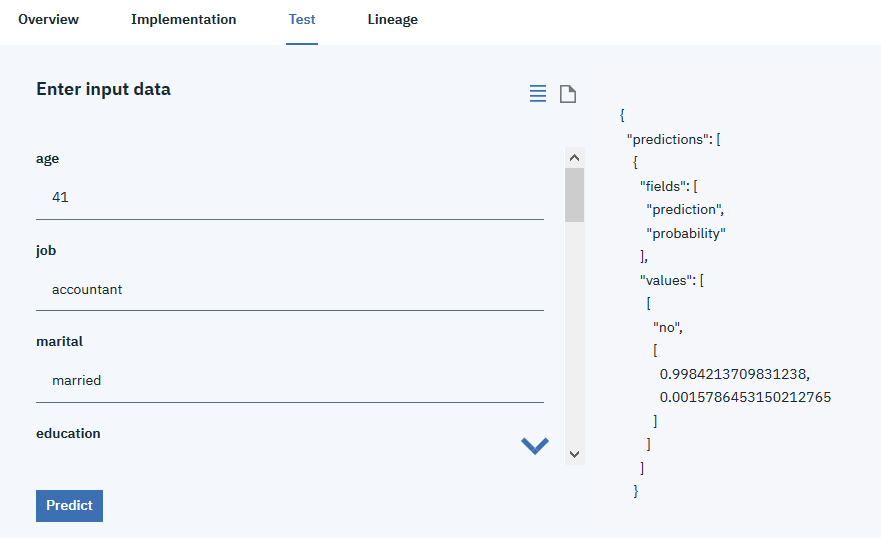 Overview Implementation Test Lineage
Enter input data
age
41
job
accountant
marital
married
education
Predict
{
"predictions": [
{
"fields": [
"prediction",
"probability"
],
"values": [
[
"no",
[
0.9984213709831238,
0.0015786453150212765
]
]
]
}